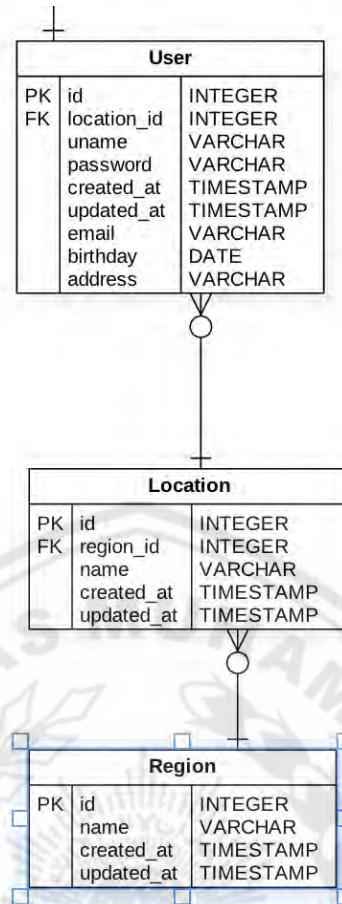 User
PK id INTEGER
FK location_id INTEGER
uname VARCHAR
password VARCHAR
created_at TIMESTAMP
updated_at TIMESTAMP
email VARCHAR
birthday DATE
address VARCHAR
Location
PK id INTEGER
FK region_id INTEGER
name VARCHAR
created_at TIMESTAMP
updated_at TIMESTAMP
Region
PK id INTEGER
name VARCHAR
created_at TIMESTAMP
updated_at TIMESTAMP